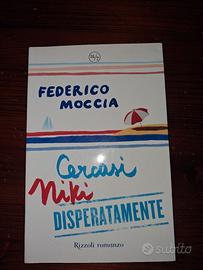 FEDERICO
MOCCIA
Cercasi
Niki
DISPERATAMENTE
Rizzoli romanzo
subito